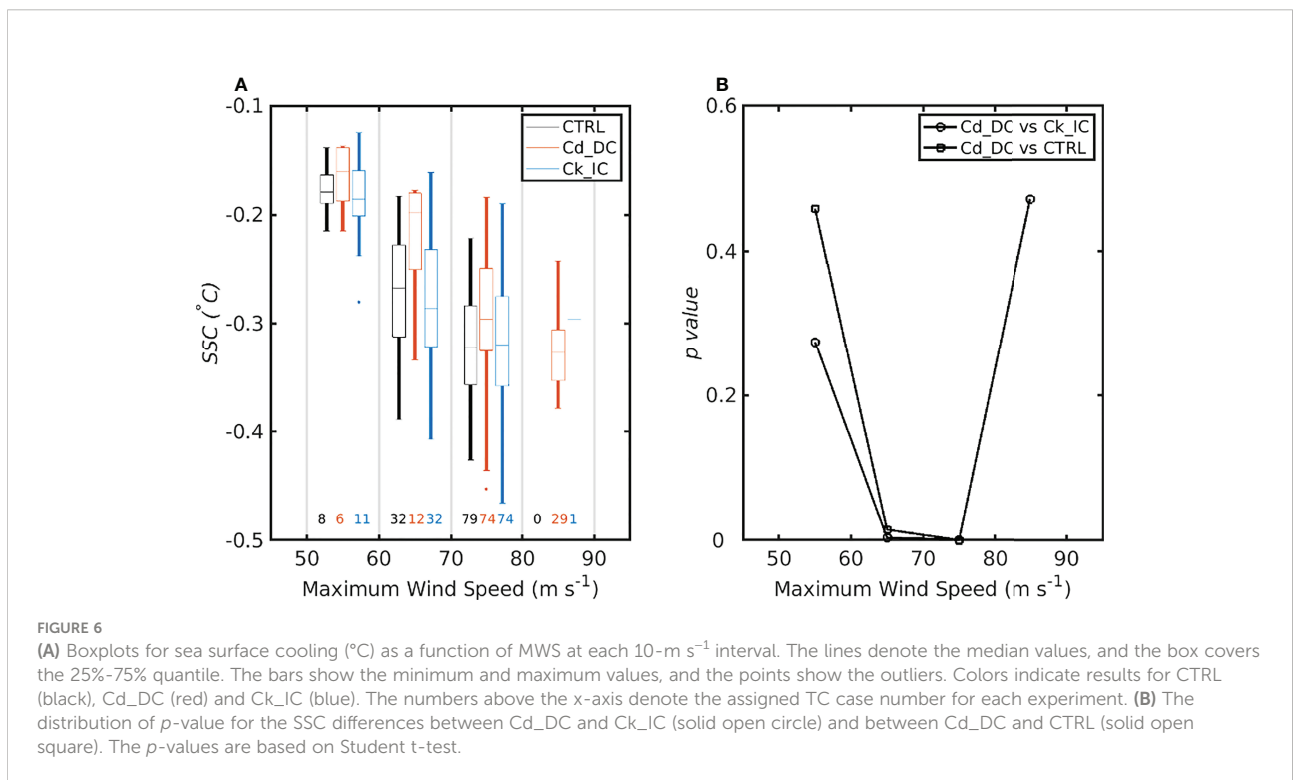 A
B
-0.1
-0.2
-0.3
-0.4
-0.5
SSC (°C)
CTRL
Cd_DC
Ck_IC
8 6 11 32 12 32 79 74 74 0 29 1
50 60 70 80 90
Maximum Wind Speed (m s⁻¹)
0.6
0.4
0.2
0
p value
Cd_DC vs Ck_IC
Cd_DC vs CTRL
50 60 70 80 90
Maximum Wind Speed (m s⁻¹)
FIGURE 6
(A) Boxplots for sea surface cooling (°C) as a function of MWS at each 10-m s⁻¹ interval. The lines denote the median values, and the box covers
the 25%-75% quantile. The bars show the minimum and maximum values, and the points show the outliers. Colors indicate results for CTRL
(black), Cd_DC (red) and Ck_IC (blue). The numbers above the x-axis denote the assigned TC case number for each experiment. (B) The
distribution of p-value for the SSC differences between Cd_DC and Ck_IC (solid open circle) and between Cd_DC and CTRL (solid open
square). The p-values are based on Student t-test.